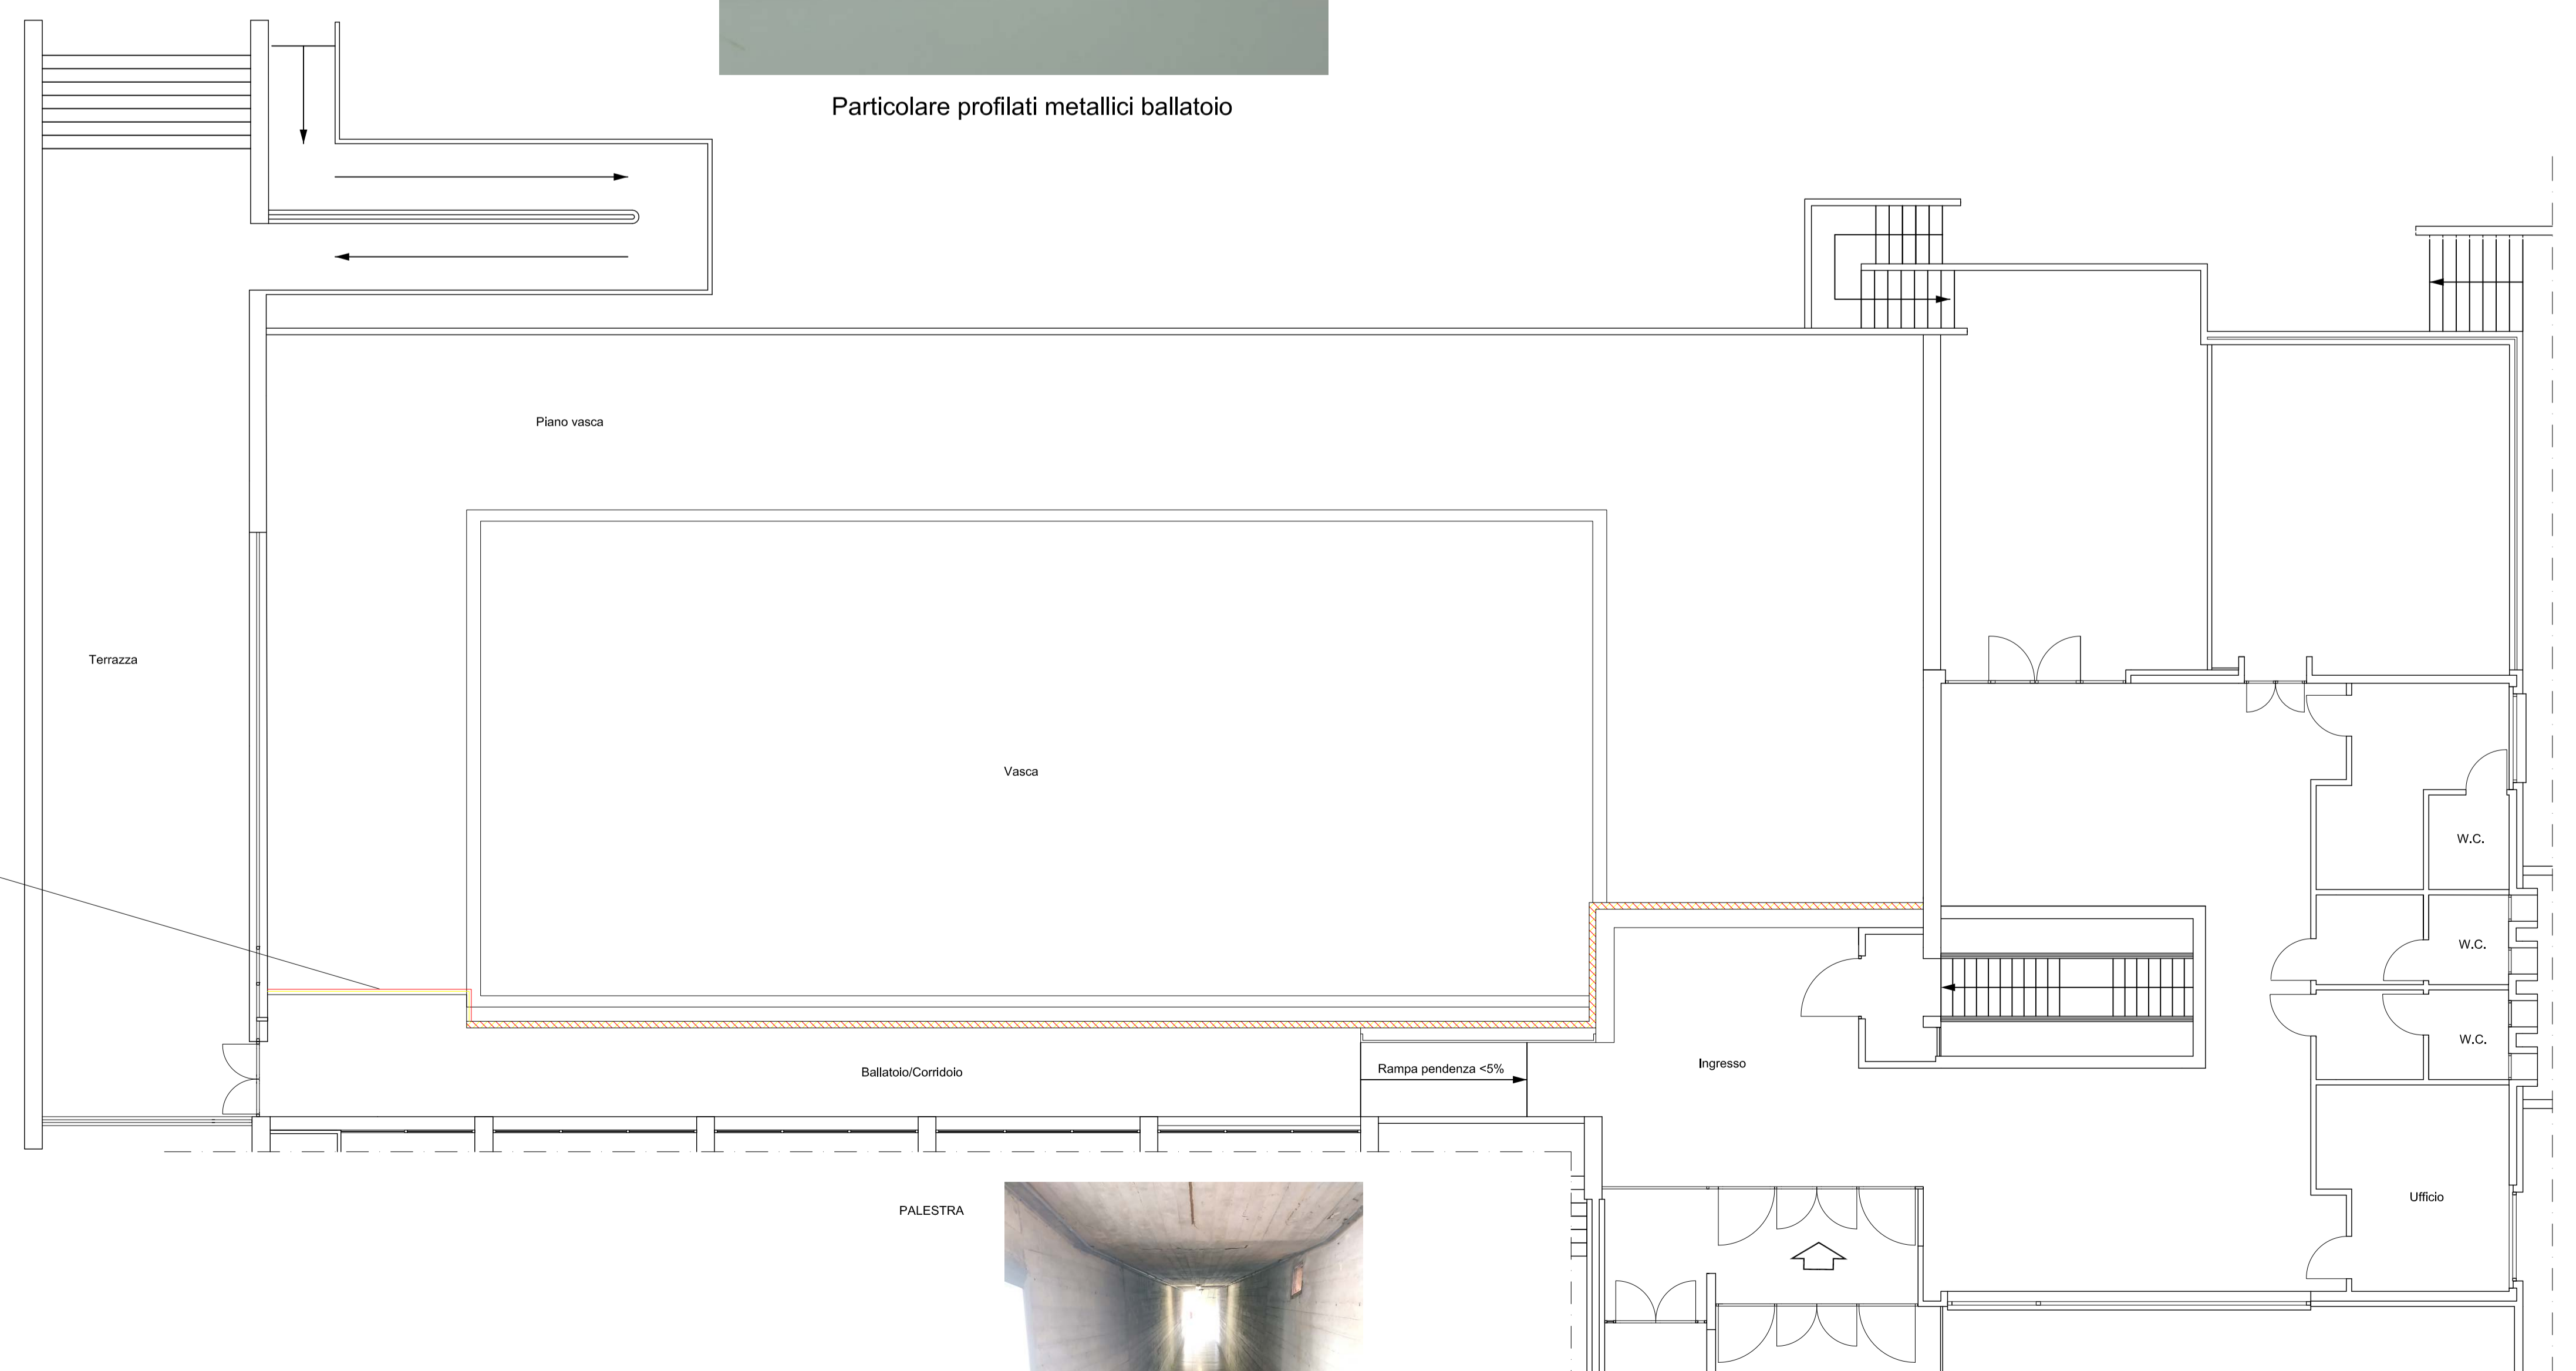 Particolare profilati metallici ballatoio
Piano vasca
Terrazza
Vasca
W.C.
W.C.
W.C.
Ballatoio/Corridoio
Rampa pendenza <5%
Ingresso
Ufficio
PALESTRA